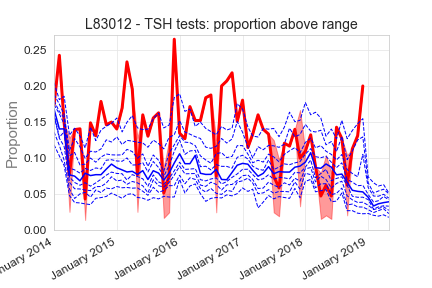 L83012 - TSH tests: proportion above range
Proportion
0.25
0.20
0.15
0.10
0.05
0.00
January 2015
January 2016
January 2017
January 2018
January 2019
2014